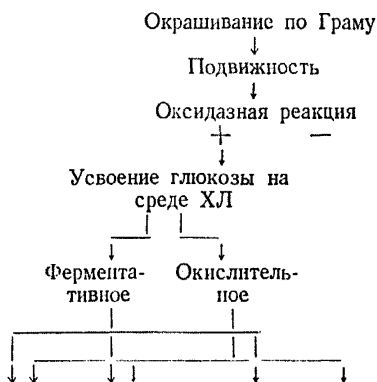 Окрашивание по Граму
Подвижность
Оксидазная реакция
+ —
Усвоение глюкозы на
среде ХЛ
Фермента- Окислитель-
тивное ное